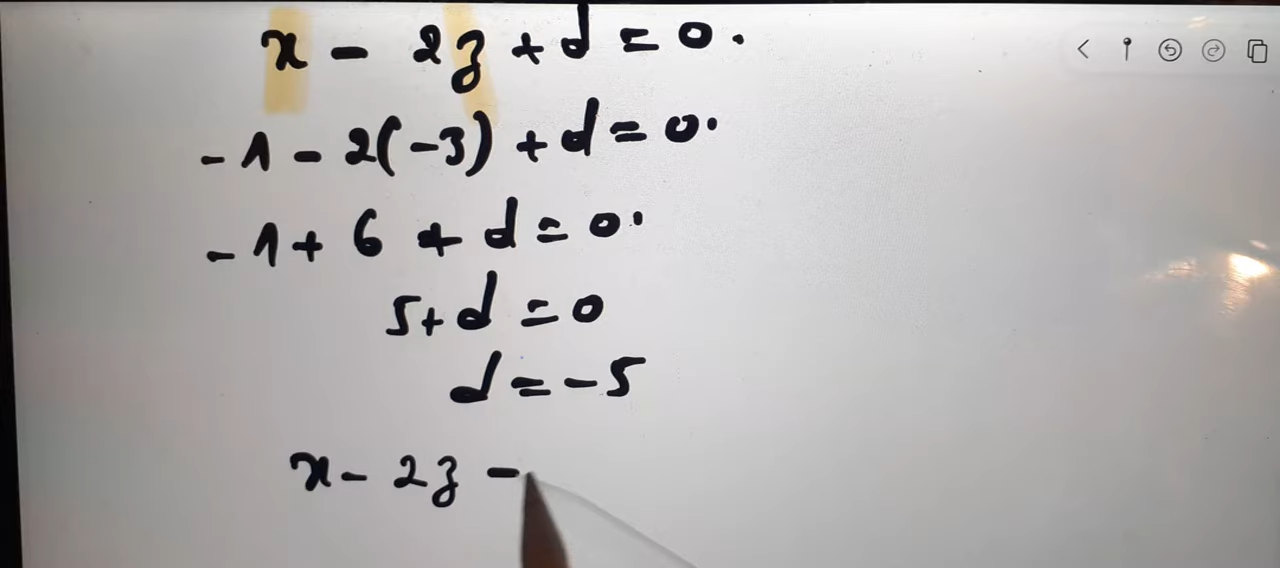 x - 2z + d = 0.
-1 - 2(-3) + d = 0.
-1 + 6 + d = 0.
5 + d = 0
d = -5
x - 2z -